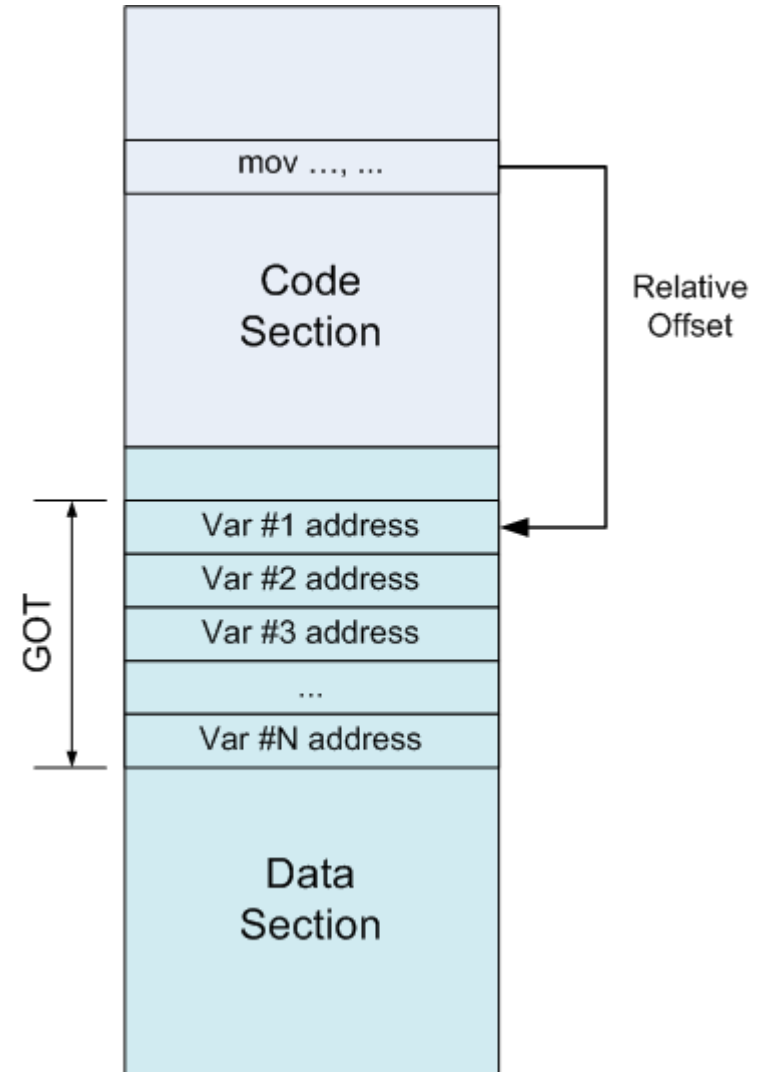 mov ..., ...
Code
Section
Relative
Offset
GOT
Var #1 address
Var #2 address
Var #3 address
...
Var #N address
Data
Section